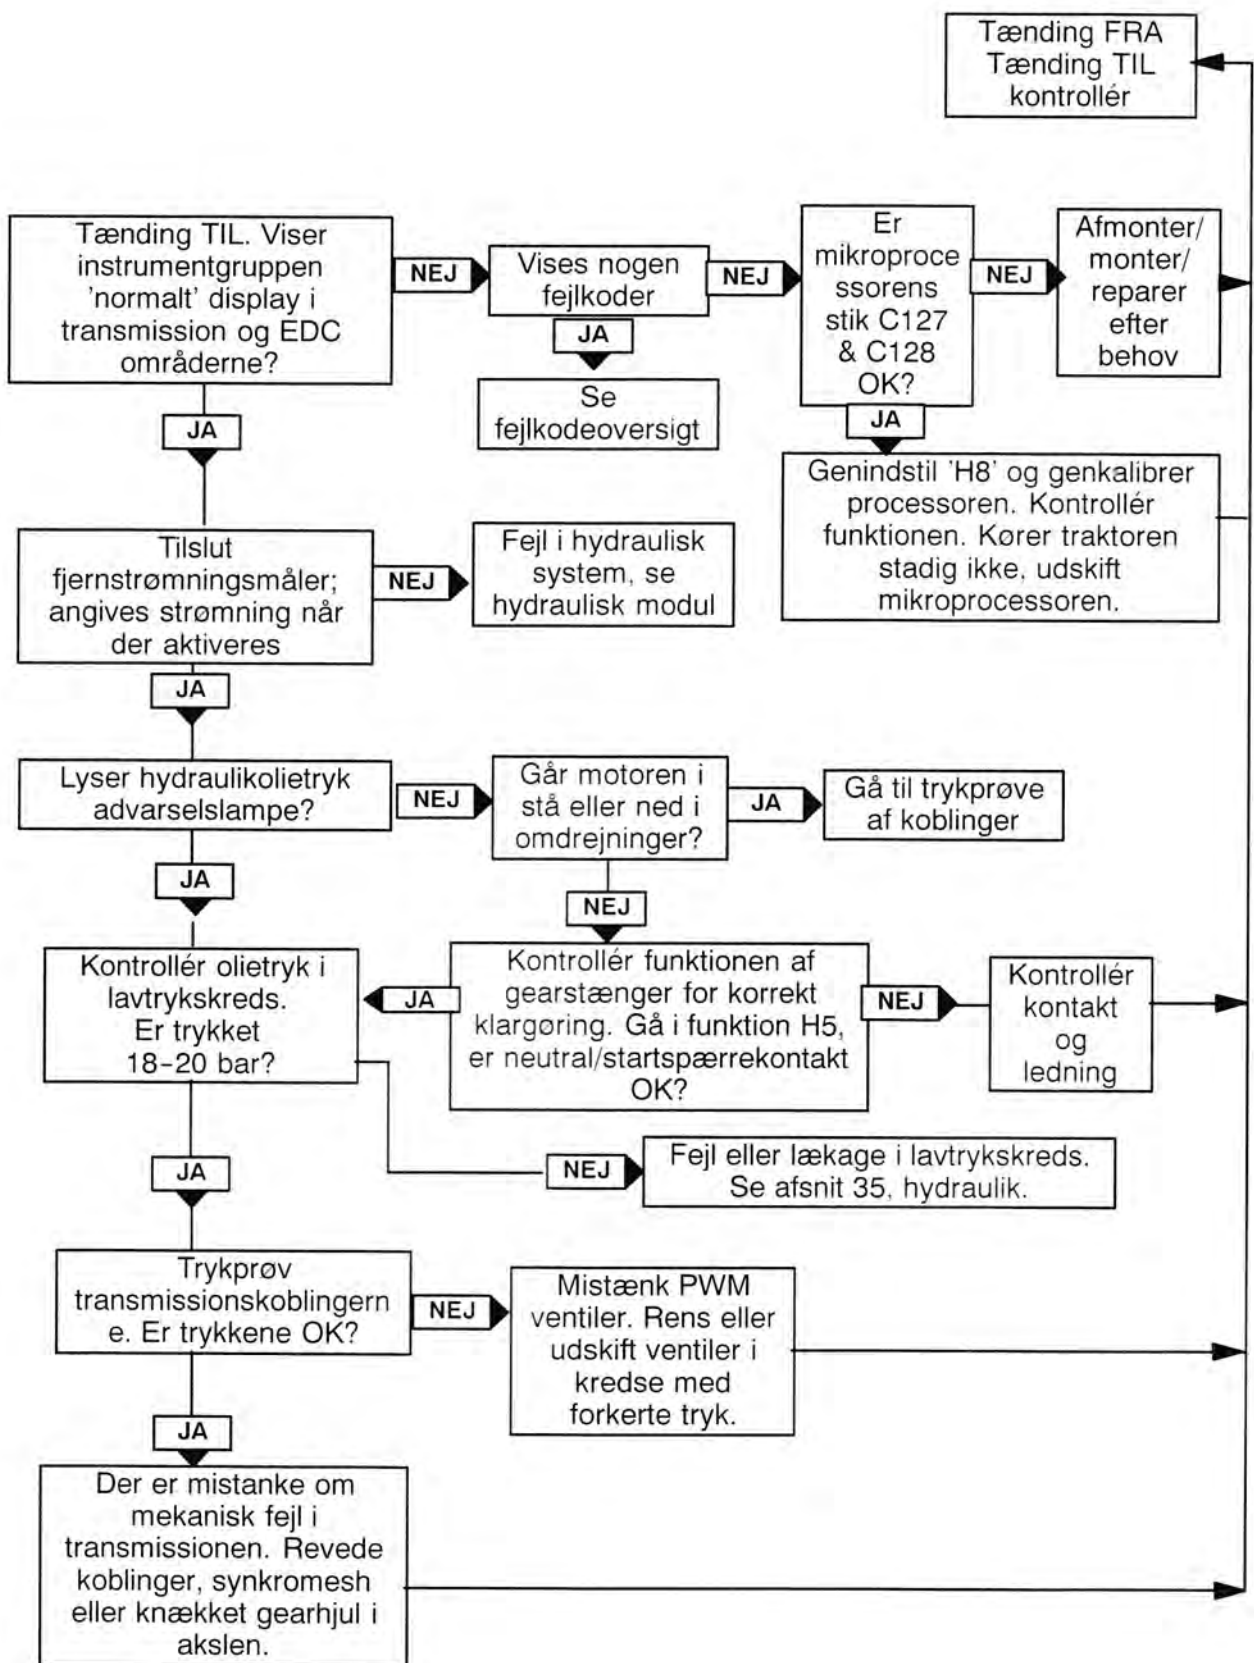 Tænding FRA
Tænding TIL
kontrollér
Tænding TIL. Viser
instrumentgruppen
'normalt' display i
transmission og EDC
områderne?
NEJ
Vises nogen
fejlkoder
NEJ
Er
mikroproce
ssorens
stik C127
& C128
OK?
NEJ
Afmonter/
monter/
reparer
efter
behov
JA
Se
fejlkodeoversigt
JA
JA
Genindstil 'H8' og genkalibrer
processoren. Kontrollér
funktionen. Kører traktoren
stadig ikke, udskift
mikroprocessoren.
Tilslut
fjernstrømningsmåler;
angives strømning når
der aktiveres
NEJ
Fejl i hydraulisk
system, se
hydraulisk modul
JA
Lyser hydraulikolietryk
advarselslampe?
NEJ
Går motoren i
stå eller ned i
omdrejninger?
JA
Gå til trykprøve
af koblinger
JA
NEJ
Kontrollér olietryk i
lavtrykskreds.
Er trykket
18-20 bar?
JA
Kontrollér funktionen af
gearstænger for korrekt
klargøring. Gå i funktion H5,
er neutral/startspærrekontakt
OK?
NEJ
Kontrollér
kontakt
og
ledning
JA
NEJ
Fejl eller lækage i lavtrykskreds.
Se afsnit 35, hydraulik.
Trykprøv
transmissionskoblingern
e. Er trykkene OK?
NEJ
Mistænk PWM
ventiler. Rens eller
udskift ventiler i
kredse med
forkerte tryk.
JA
Der er mistanke om
mekanisk fejl i
transmissionen. Revede
koblinger, synkromesh
eller knækket gearhjul i
akslen.